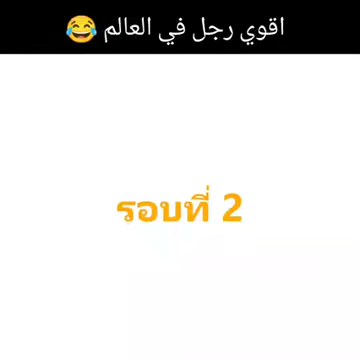 اقوي رجل في العالم 😂
รอบที่ 2